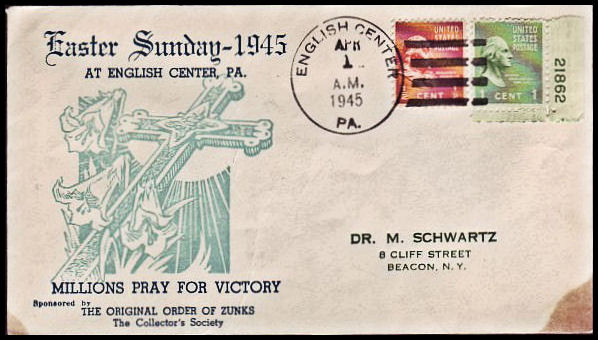 Easter Sunday-1945
AT ENGLISH CENTER, PA.
ENGLISH CENTER
APR
1
A.M.
1945
PA.
UNITED
STATES
POSTAGE
CENT
UNITED
STATES
POSTAGE
CENT 1
21862
DR. M. SCHWARTZ
8 CLIFF STREET
BEACON, N. Y.
MILLIONS PRAY FOR VICTORY
Sponsored by
THE ORIGINAL ORDER OF ZUNKS
The Collector's Society